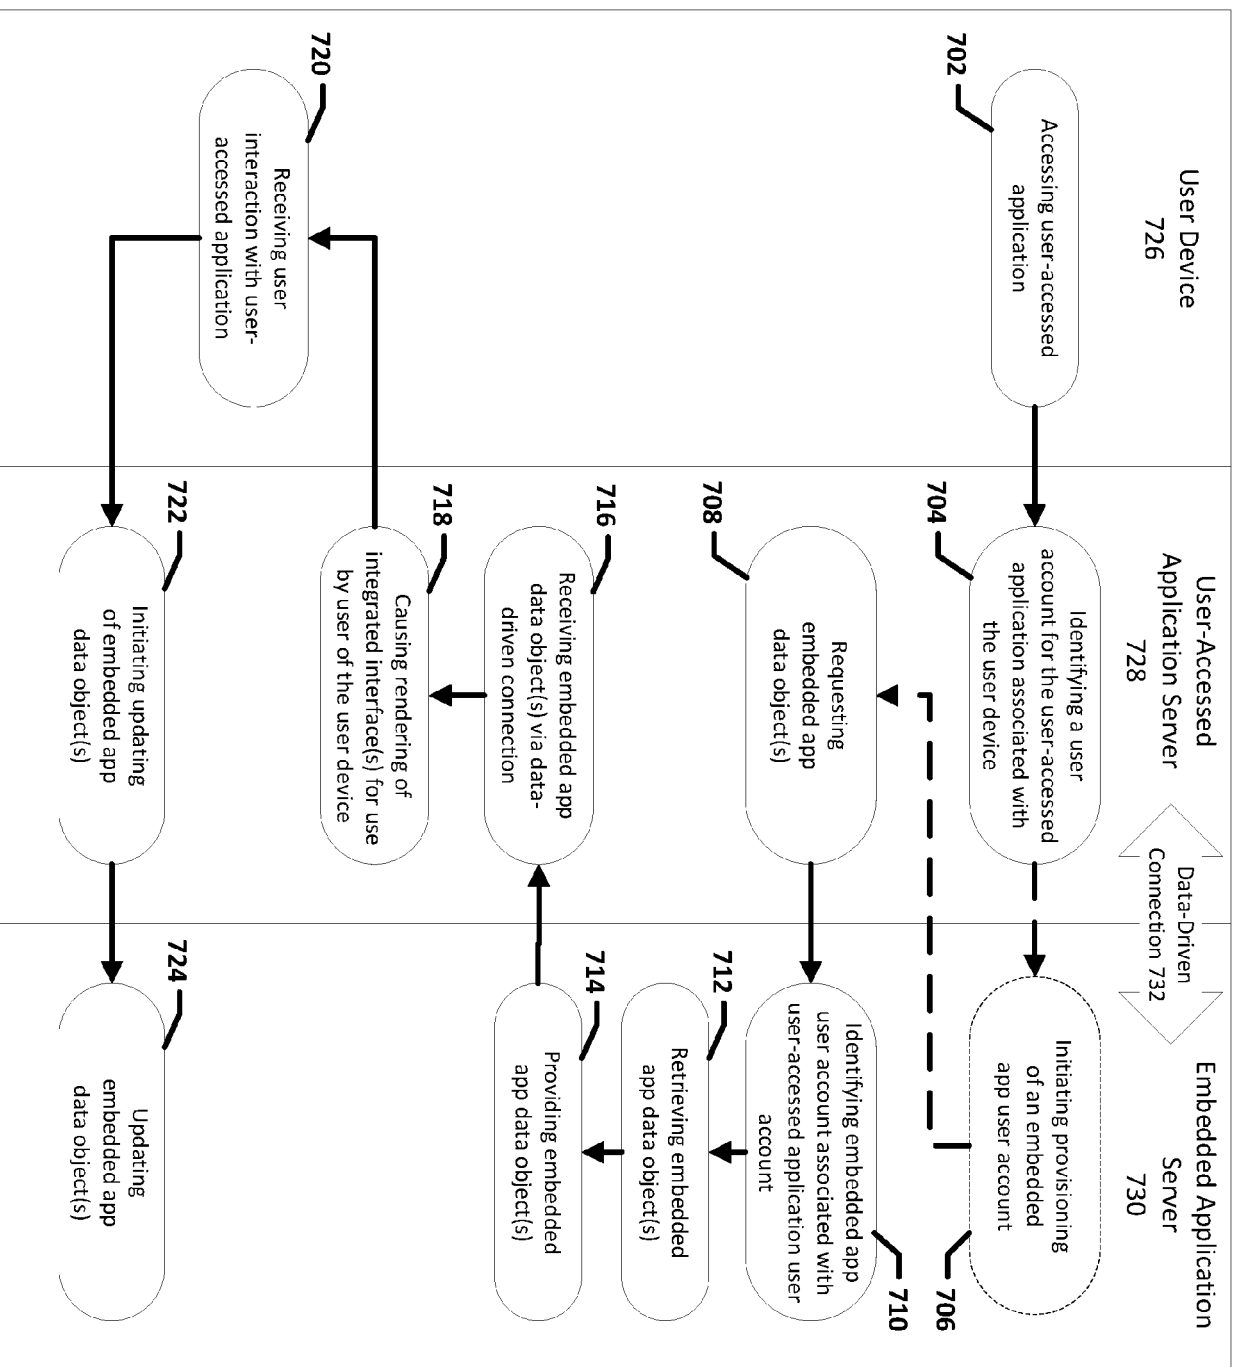 User Device
726
User-Accessed
Application Server
728
Data-Driven
Connection 732
Embedded Application
Server
730
702
Accessing user-accessed
application
704
Identifying a user
account for the user-accessed
application associated with
the user device
Initiating provisioning
of an embedded
app user account
706
708
Requesting
embedded app
data object(s)
Identifying embedded app
user account associated with
user-accessed application user
account
710
712
Retrieving embedded
app data object(s)
714
Providing embedded
app data object(s)
716
Receiving embedded app
data object(s) via data-
driven connection
718
Causing rendering of
integrated interface(s) for use
by user of the user device
720
Receiving user
interaction with user-
accessed application
722
Initiating updating
of embedded app
data object(s)
724
Updating
embedded app
data object(s)